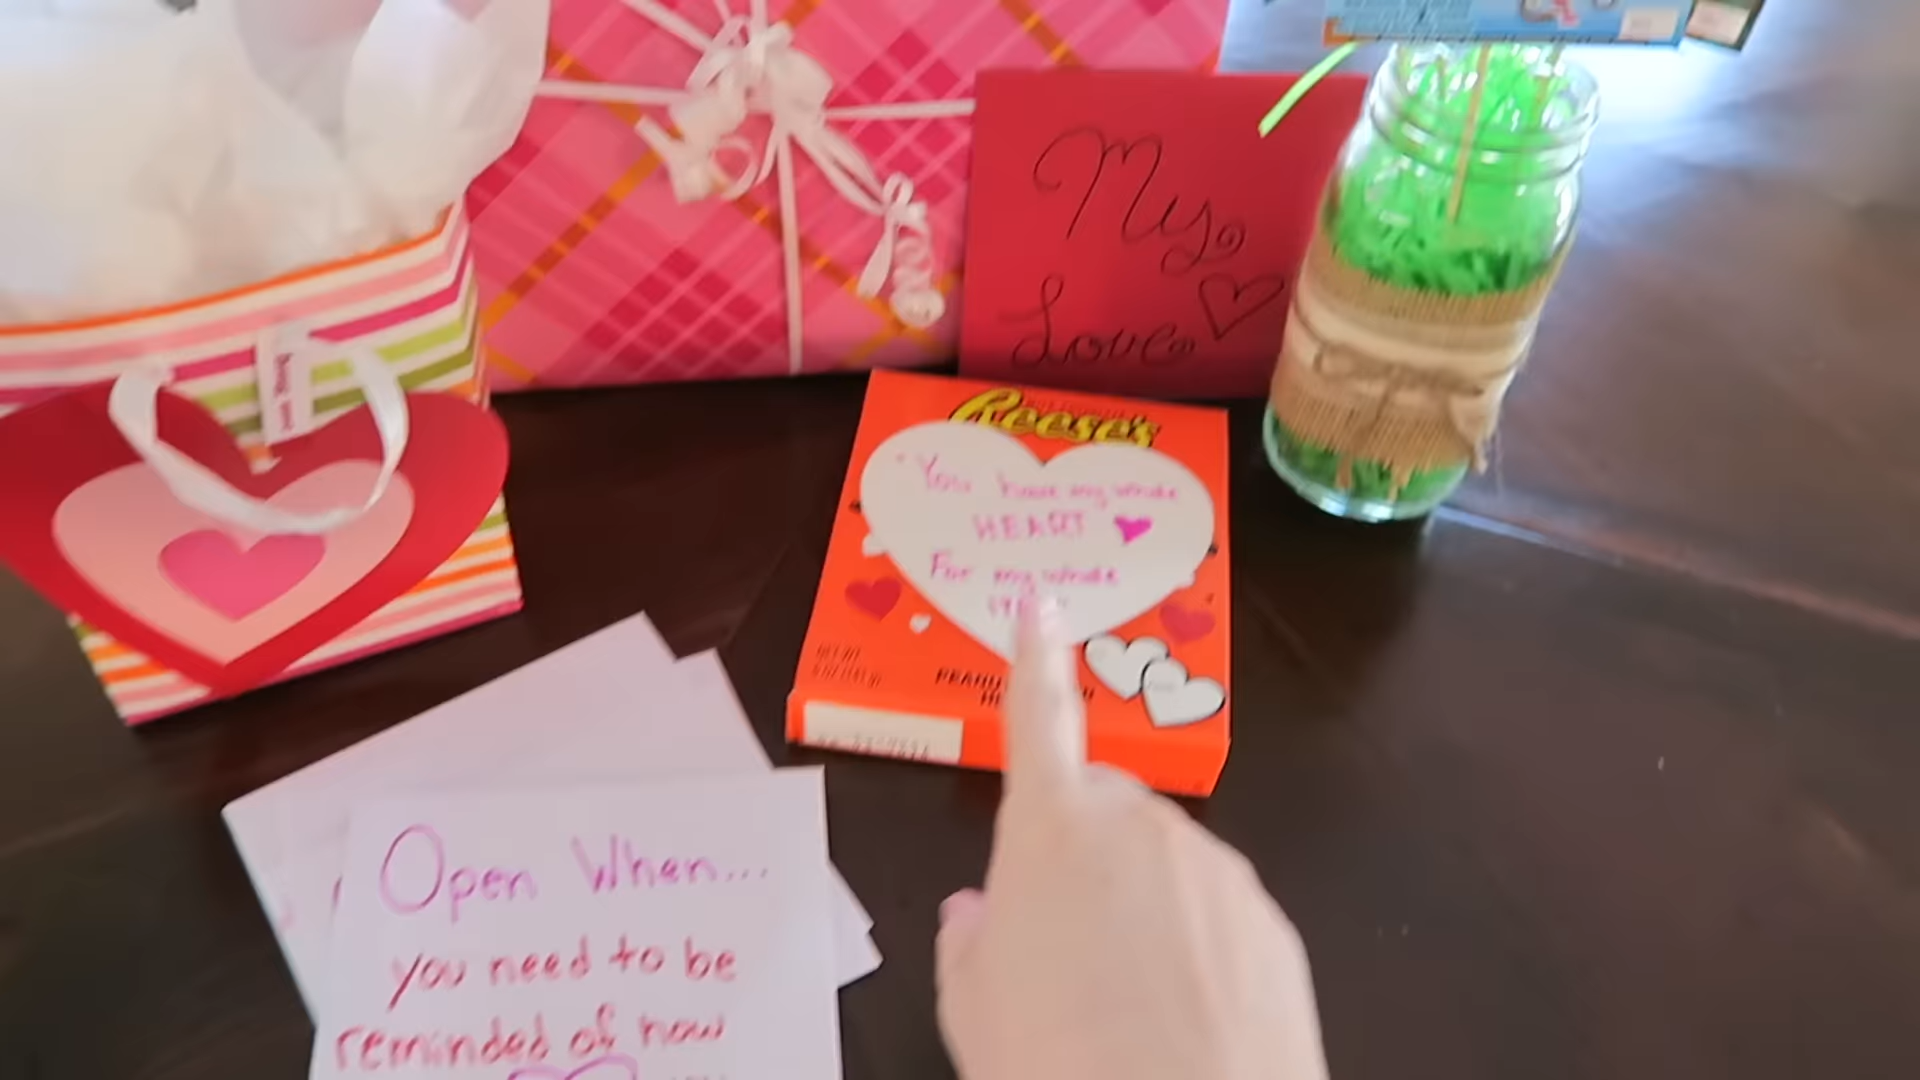 My
Love
Reese's
"You have my whole
HEART
For my whole
Open When...
you need to be
reminded of how